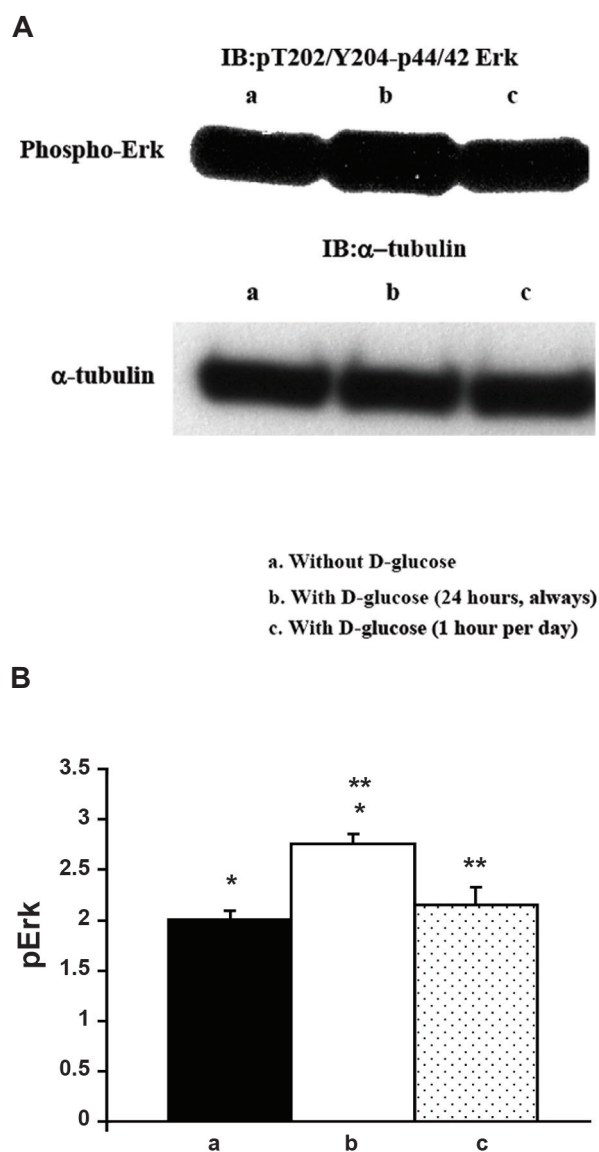 A
IB:pT202/Y204-p44/42 Erk
a b c
Phospho-Erk
IB:α–tubulin
a b c
α-tubulin
a. Without D-glucose
b. With D-glucose (24 hours, always)
c. With D-glucose (1 hour per day)
B
3.5
3
2.5
2
1.5
1
0.5
0
pErk
*
**
*
**
a b c